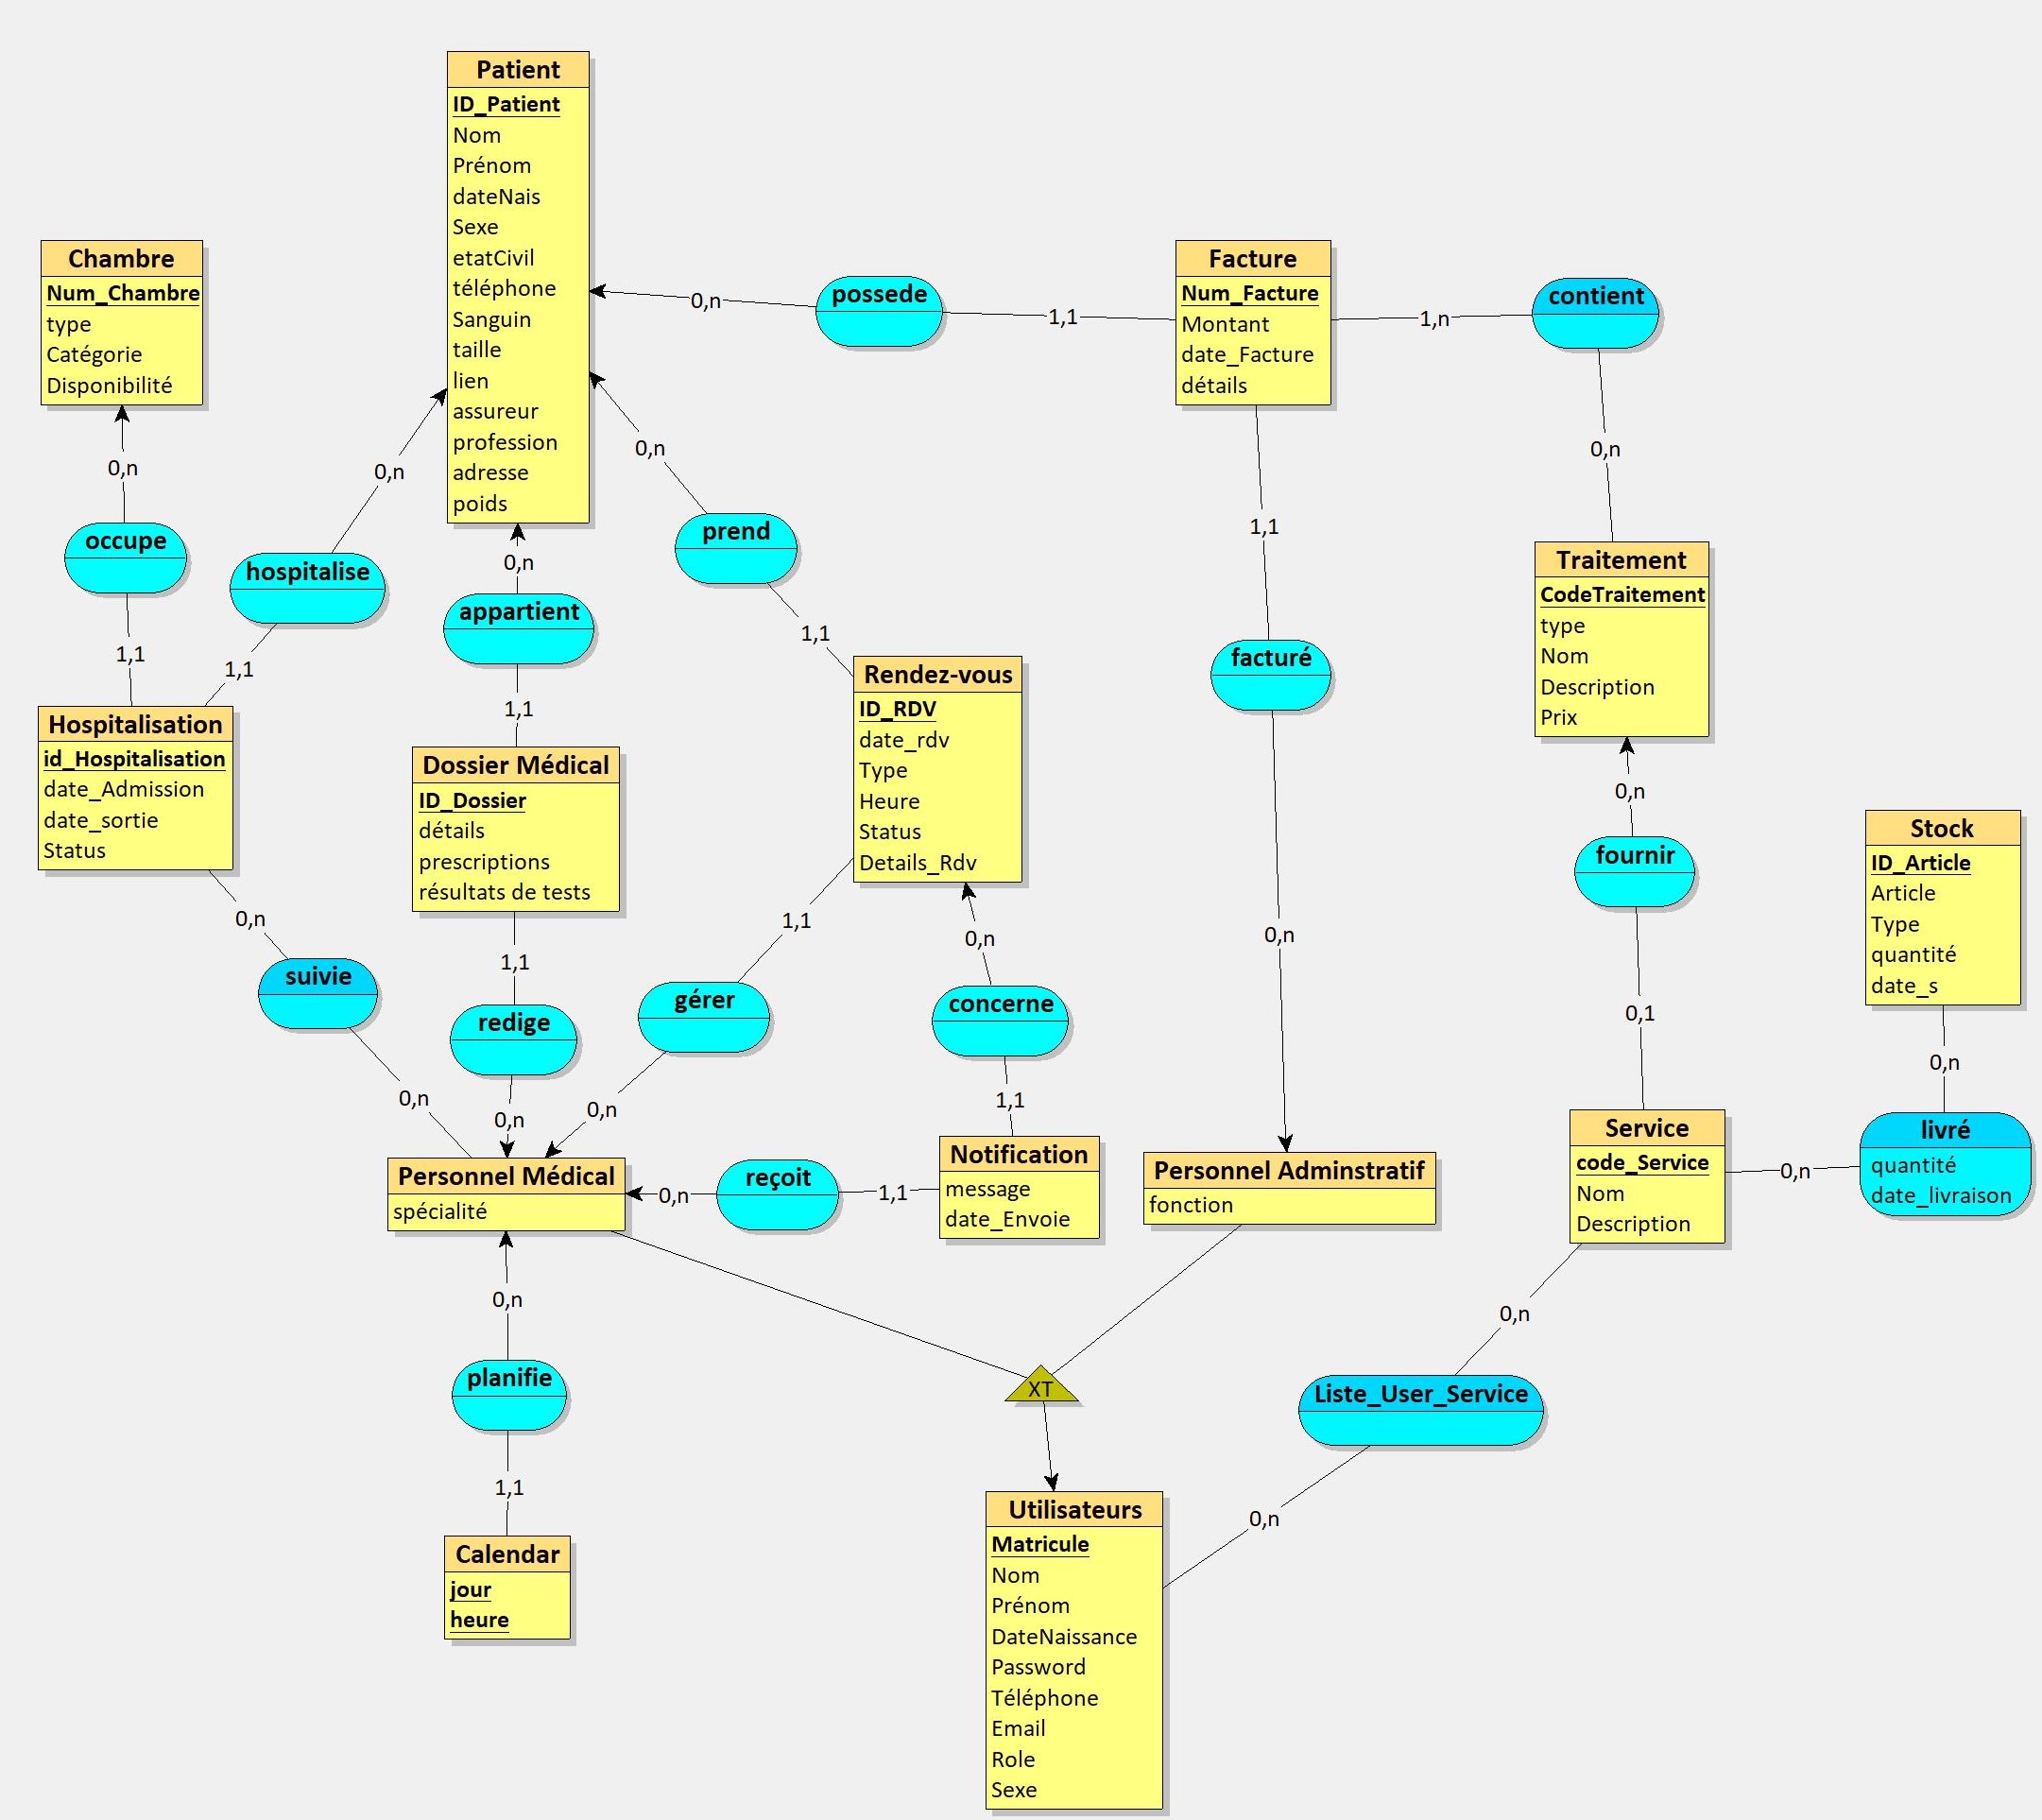 Patient
ID_Patient
Nom
Prénom
dateNais
Sexe
etatCivil
téléphone
Sanguin
taille
lien
assureur
profession
adresse
poids
Chambre
Num_Chambre
type
Catégorie
Disponibilité
Facture
Num_Facture
Montant
date_Facture
détails
possede
contient
0,n
1,1
1,n
0,n
0,n
0,n
0,n
1,1
occupe
hospitalise
0,n
appartient
prend
1,1
1,1
1,1
1,1
facturé
Traitement
CodeTraitement
type
Nom
Description
Prix
Hospitalisation
id_Hospitalisation
date_Admission
date_sortie
Status
Dossier Médical
ID_Dossier
détails
prescriptions
résultats de tests
Rendez-vous
ID_RDV
date_rdv
Type
Heure
Status
Details_Rdv
0,n
fournir
Stock
ID_Article
Article
Type
quantité
date_s
0,n
1,1
1,1
0,n
0,n
0,1
0,n
suivie
redige
gérer
concerne
0,n
0,n
0,n
1,1
Personnel Médical
spécialité
0,n
reçoit
1,1
Notification
message
date_Envoie
Personnel Adminstratif
fonction
Service
code_Service
Nom
Description
0,n
livré
quantité
date_livraison
0,n
planifie
1,1
XT
0,n
Liste_User_Service
0,n
Calendar
jour
heure
Utilisateurs
Matricule
Nom
Prénom
DateNaissance
Password
Téléphone
Email
Role
Sexe